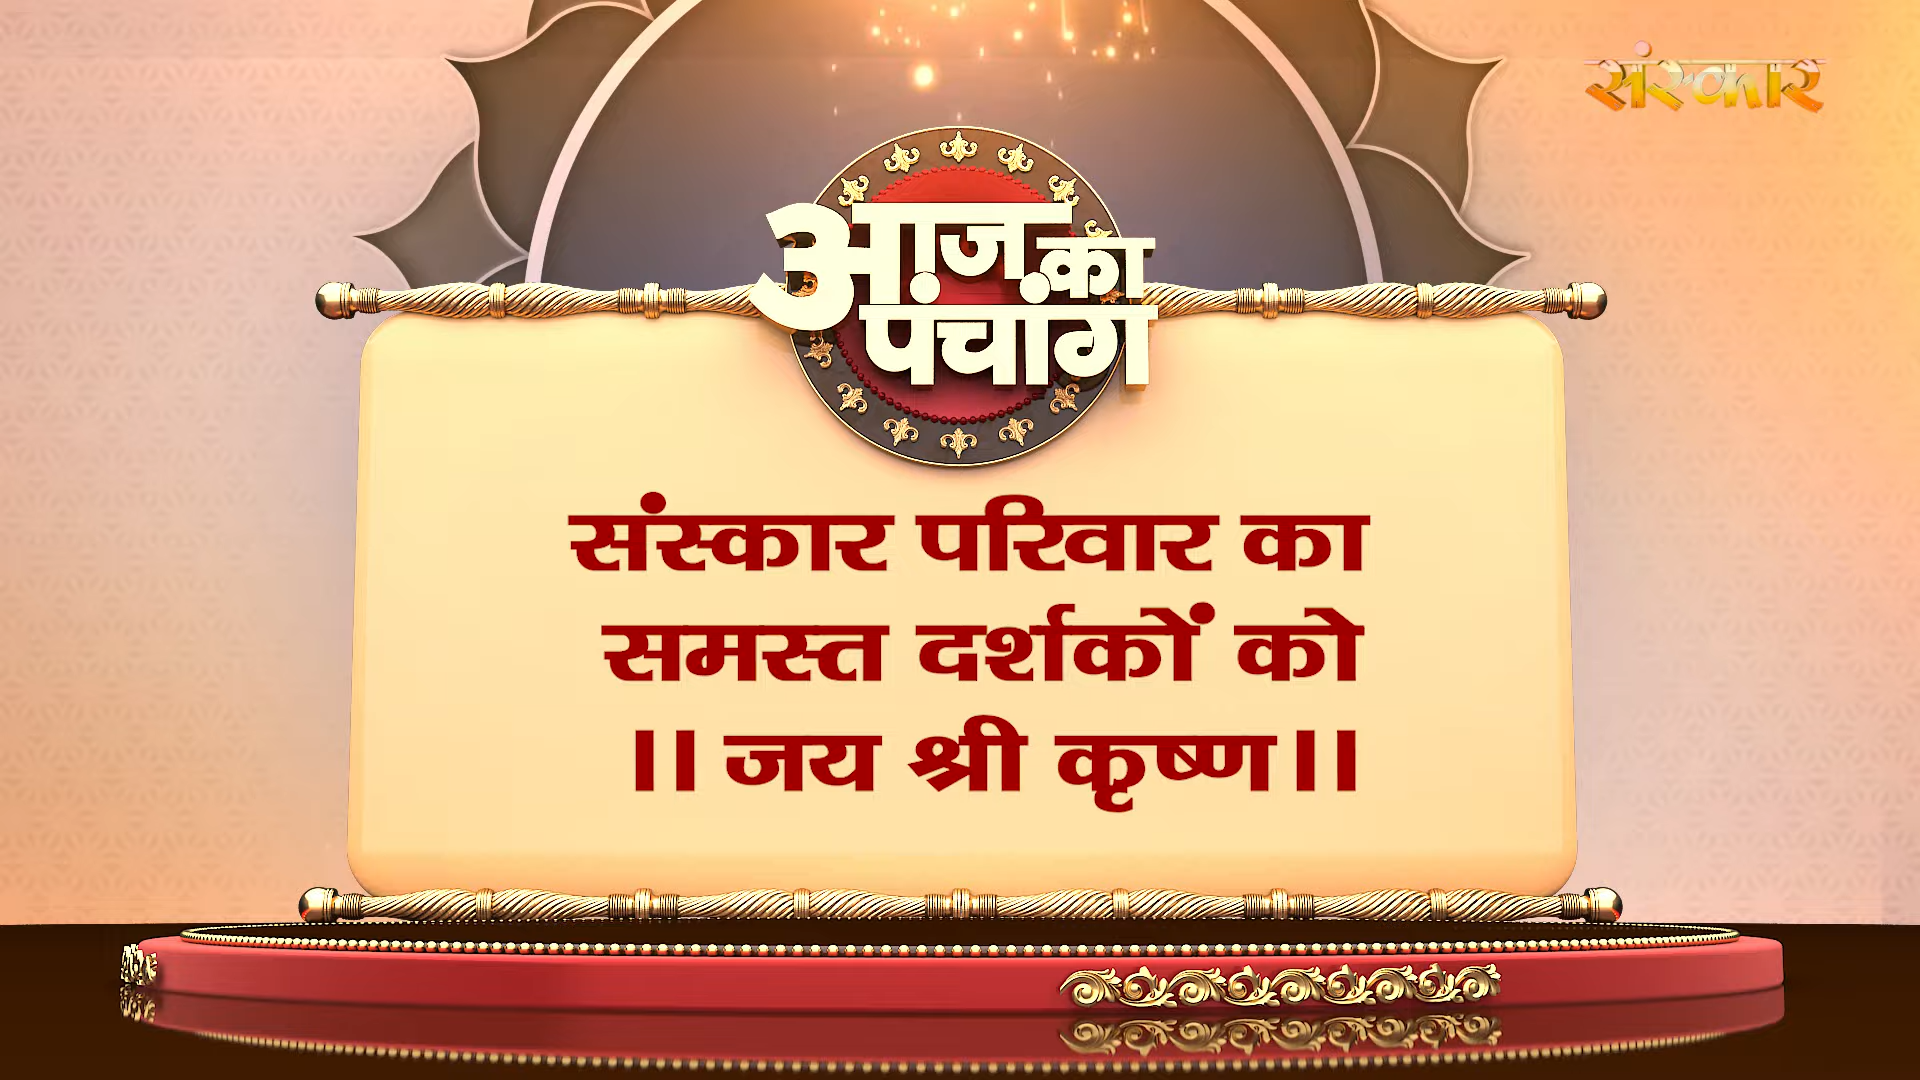 संस्कार
आज का
पंचांग
संस्कार परिवार का
समस्त दर्शकों को
।। जय श्री कृष्ण।।